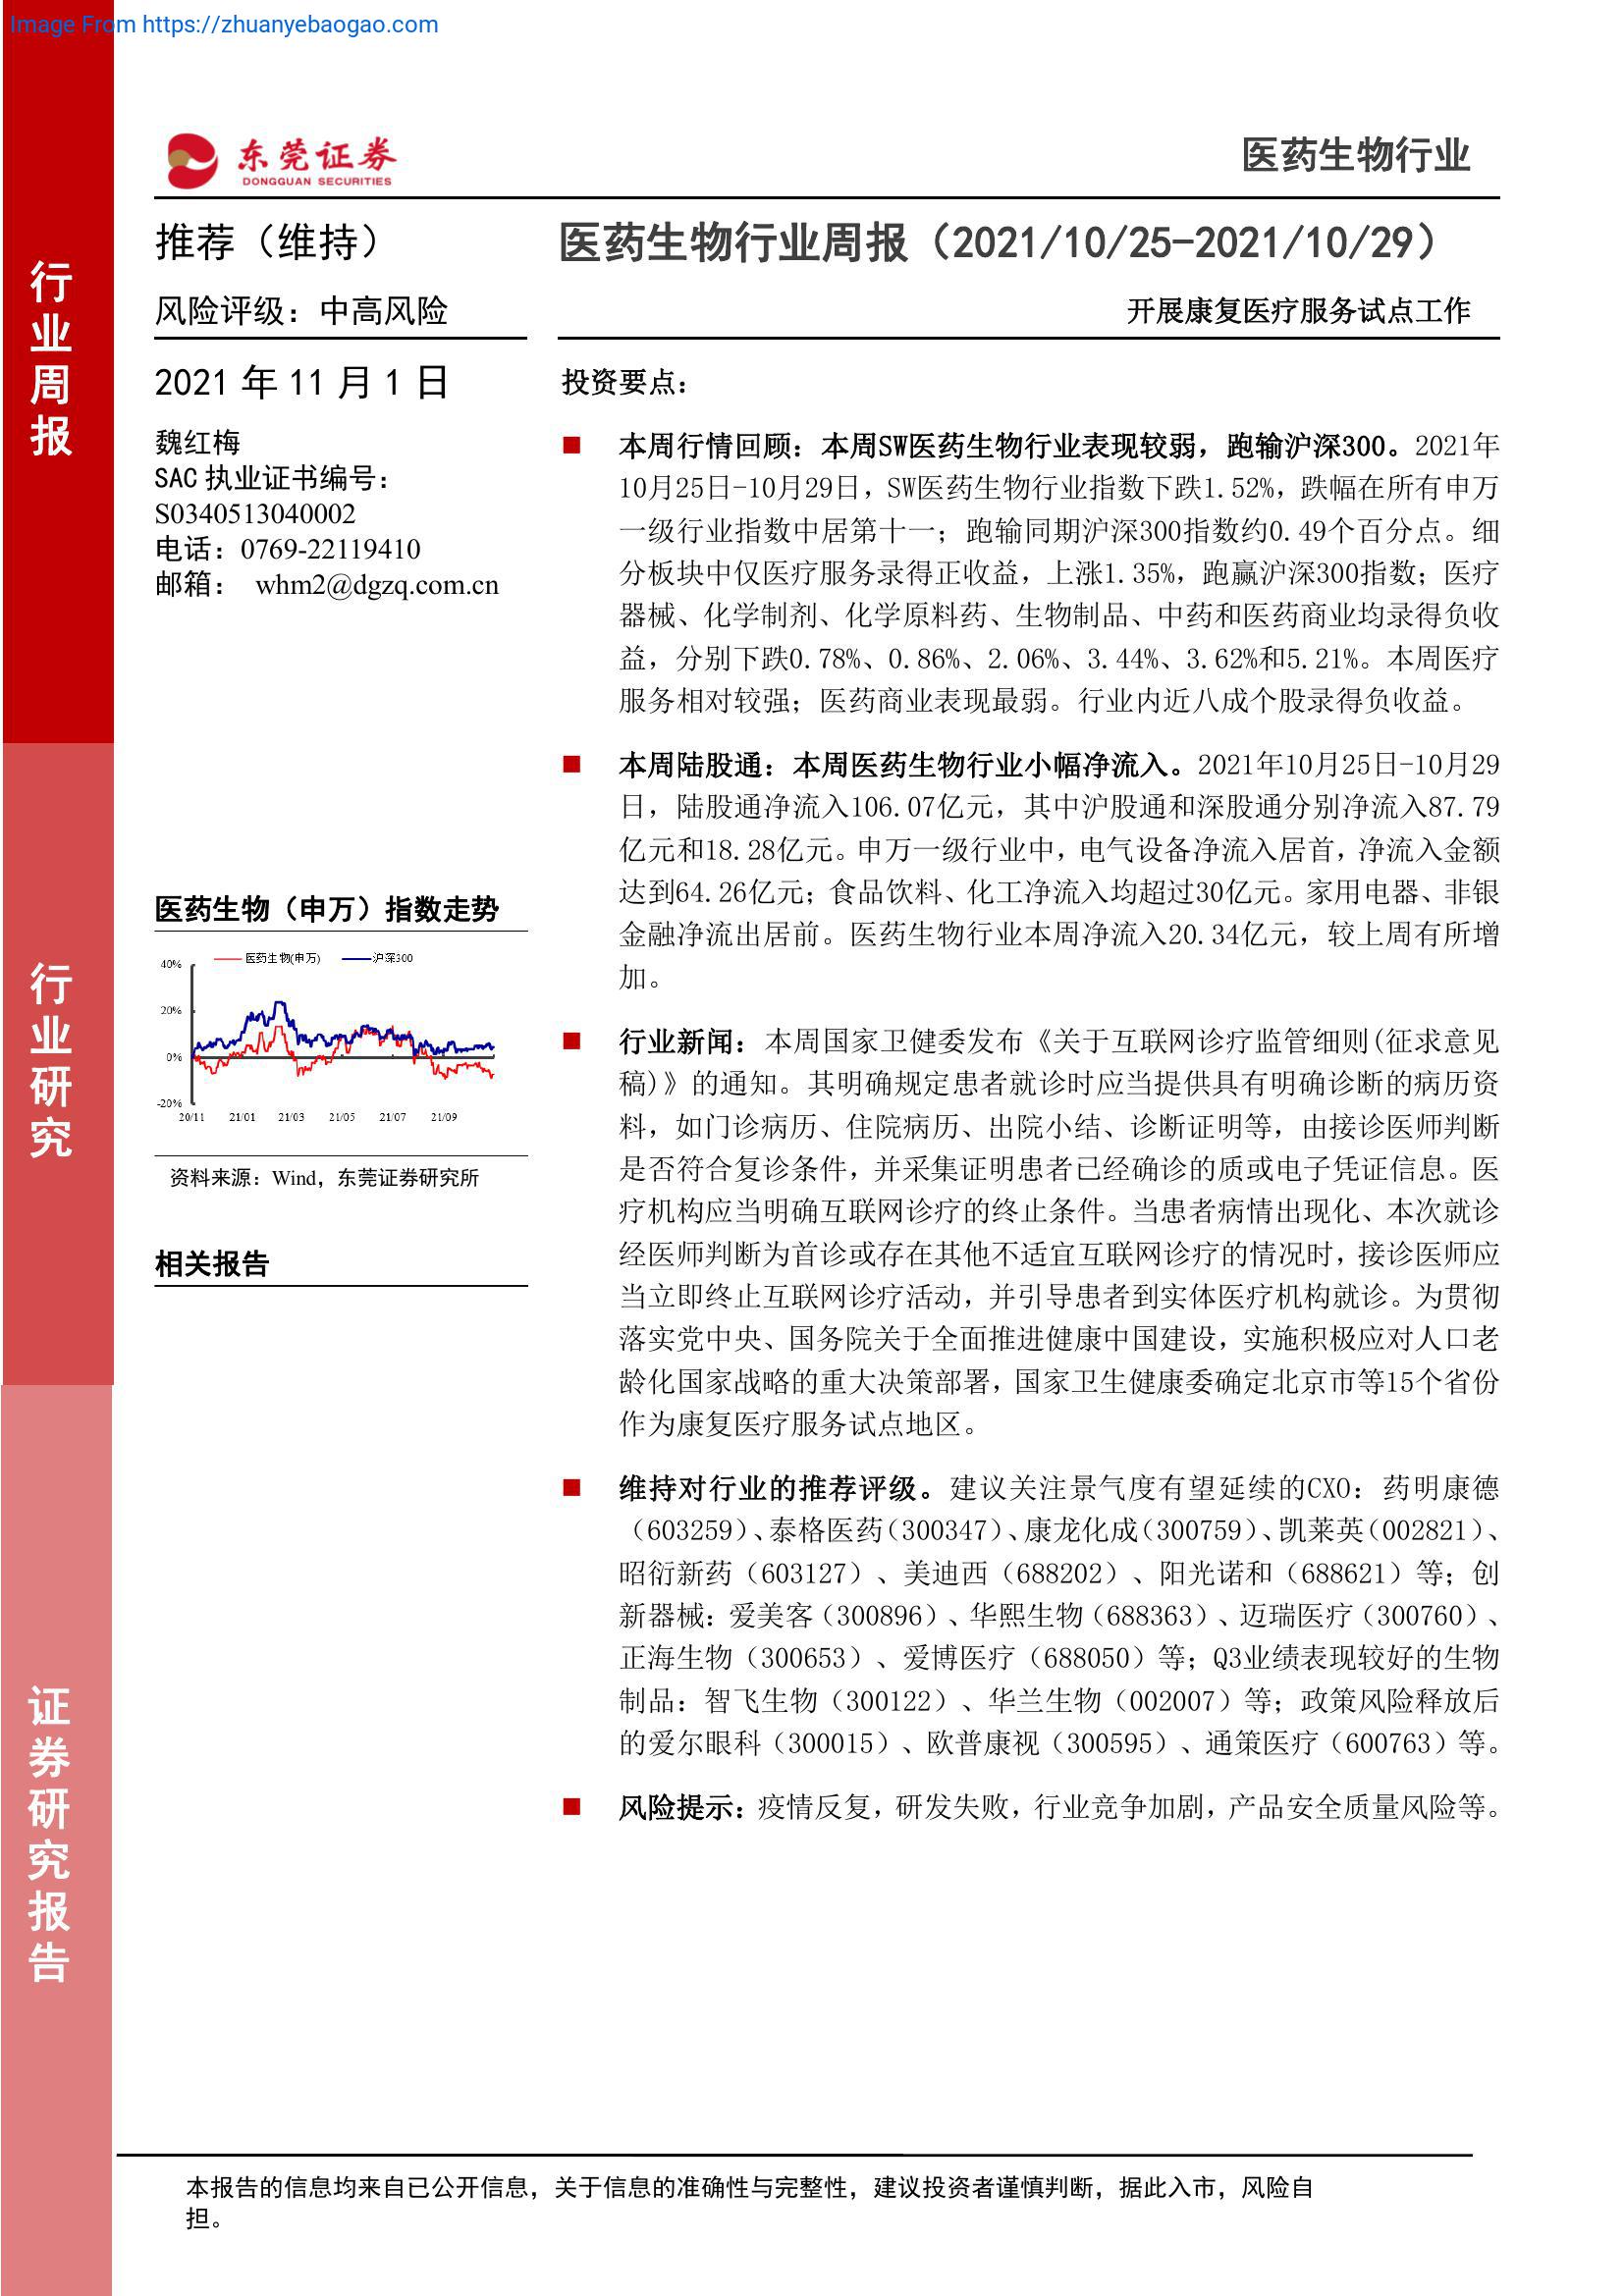 Image From https://zhuanyebaogao.com
东莞证券
DONGGUAN SECURITIES
医药生物行业
行业周报
行业研究
证券研究报告
推荐（维持）
风险评级：中高风险
2021 年 11 月 1 日
魏红梅
SAC 执业证书编号：
S0340513040002
电话：0769-22119410
邮箱： whm2@dgzq.com.cn
医药生物（申万）指数走势
医药生物(申万)
沪深300
40%
20%
0%
-20%
20/11 21/01 21/03 21/05 21/07 21/09
资料来源：Wind，东莞证券研究所
相关报告
医药生物行业周报（2021/10/25-2021/10/29）
开展康复医疗服务试点工作
投资要点：
本周行情回顾：本周SW医药生物行业表现较弱，跑输沪深300。2021年
10月25日-10月29日，SW医药生物行业指数下跌1.52%，跌幅在所有申万
一级行业指数中居第十一；跑输同期沪深300指数约0.49个百分点。细
分板块中仅医疗服务录得正收益，上涨1.35%，跑赢沪深300指数；医疗
器械、化学制剂、化学原料药、生物制品、中药和医药商业均录得负收
益，分别下跌0.78%、0.86%、2.06%、3.44%、3.62%和5.21%。本周医疗
服务相对较强；医药商业表现最弱。行业内近八成个股录得负收益。
本周陆股通：本周医药生物行业小幅净流入。2021年10月25日-10月29
日，陆股通净流入106.07亿元，其中沪股通和深股通分别净流入87.79
亿元和18.28亿元。申万一级行业中，电气设备净流入居首，净流入金额
达到64.26亿元；食品饮料、化工净流入均超过30亿元。家用电器、非银
金融净流出居前。医药生物行业本周净流入20.34亿元，较上周有所增
加。
行业新闻：本周国家卫健委发布《关于互联网诊疗监管细则(征求意见
稿)》的通知。其明确规定患者就诊时应当提供具有明确诊断的病历资
料，如门诊病历、住院病历、出院小结、诊断证明等，由接诊医师判断
是否符合复诊条件，并采集证明患者已经确诊的质或电子凭证信息。医
疗机构应当明确互联网诊疗的终止条件。当患者病情出现化、本次就诊
经医师判断为首诊或存在其他不适宜互联网诊疗的情况时，接诊医师应
当立即终止互联网诊疗活动，并引导患者到实体医疗机构就诊。为贯彻
落实党中央、国务院关于全面推进健康中国建设，实施积极应对人口老
龄化国家战略的重大决策部署，国家卫生健康委确定北京市等15个省份
作为康复医疗服务试点地区。
维持对行业的推荐评级。建议关注景气度有望延续的CXO：药明康德
（603259）、泰格医药（300347）、康龙化成（300759）、凯莱英（002821）、
昭衍新药（603127）、美迪西（688202）、阳光诺和（688621）等；创
新器械：爱美客（300896）、华熙生物（688363）、迈瑞医疗（300760）、
正海生物（300653）、爱博医疗（688050）等；Q3业绩表现较好的生物
制品：智飞生物（300122）、华兰生物（002007）等；政策风险释放后
的爱尔眼科（300015）、欧普康视（300595）、通策医疗（600763）等。
风险提示：疫情反复，研发失败，行业竞争加剧，产品安全质量风险等。
本报告的信息均来自已公开信息，关于信息的准确性与完整性，建议投资者谨慎判断，据此入市，风险自
担。